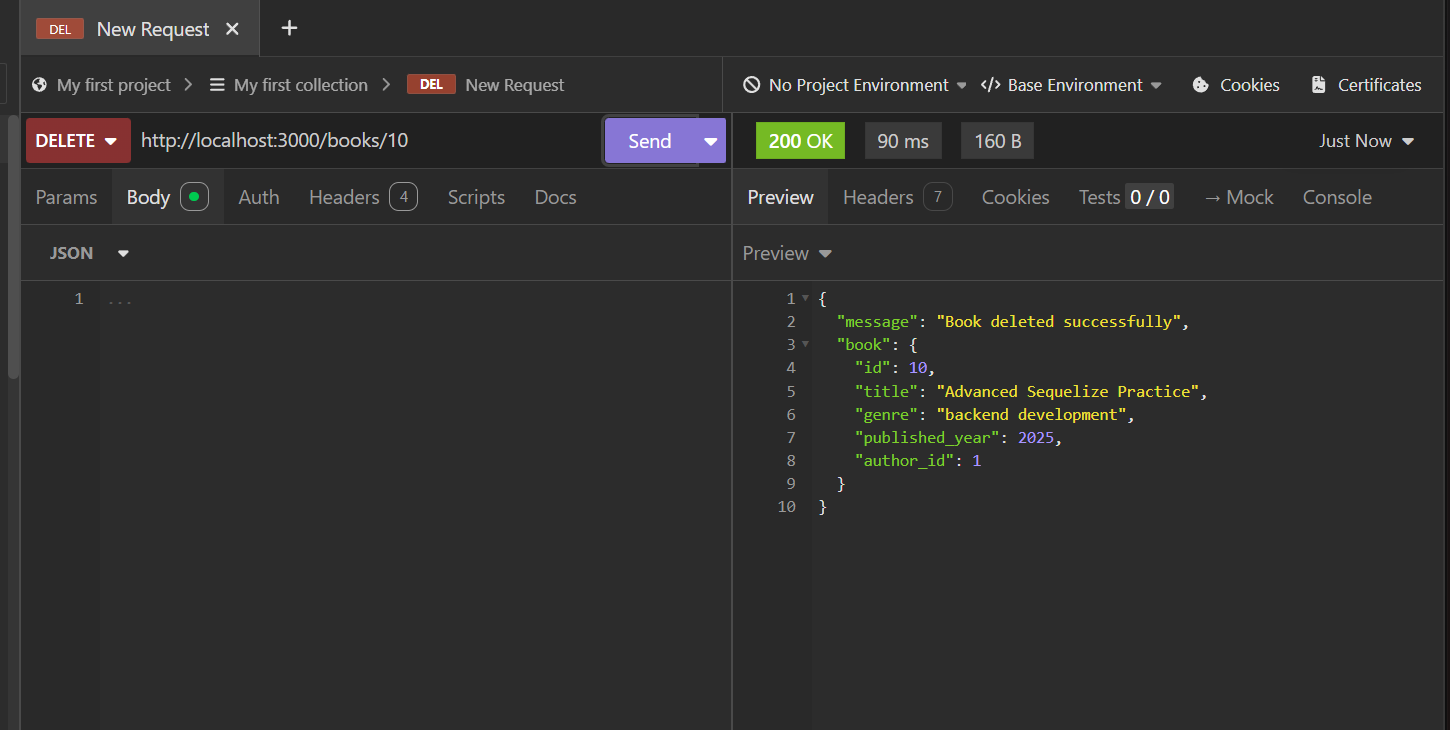 DEL New Request
My first project My first collection DEL New Request
No Project Environment Base Environment Cookies Certificates
DELETE http://localhost:3000/books/10 Send
200 OK 90 ms 160 B Just Now
Params Body Auth Headers 4 Scripts Docs
Preview Headers 7 Cookies Tests 0 / 0 → Mock Console
JSON
Preview
1 ...
1 {
2 "message": "Book deleted successfully",
3 "book": {
4 "id": 10,
5 "title": "Advanced Sequelize Practice",
6 "genre": "backend development",
7 "published_year": 2025,
8 "author_id": 1
9 }
10 }